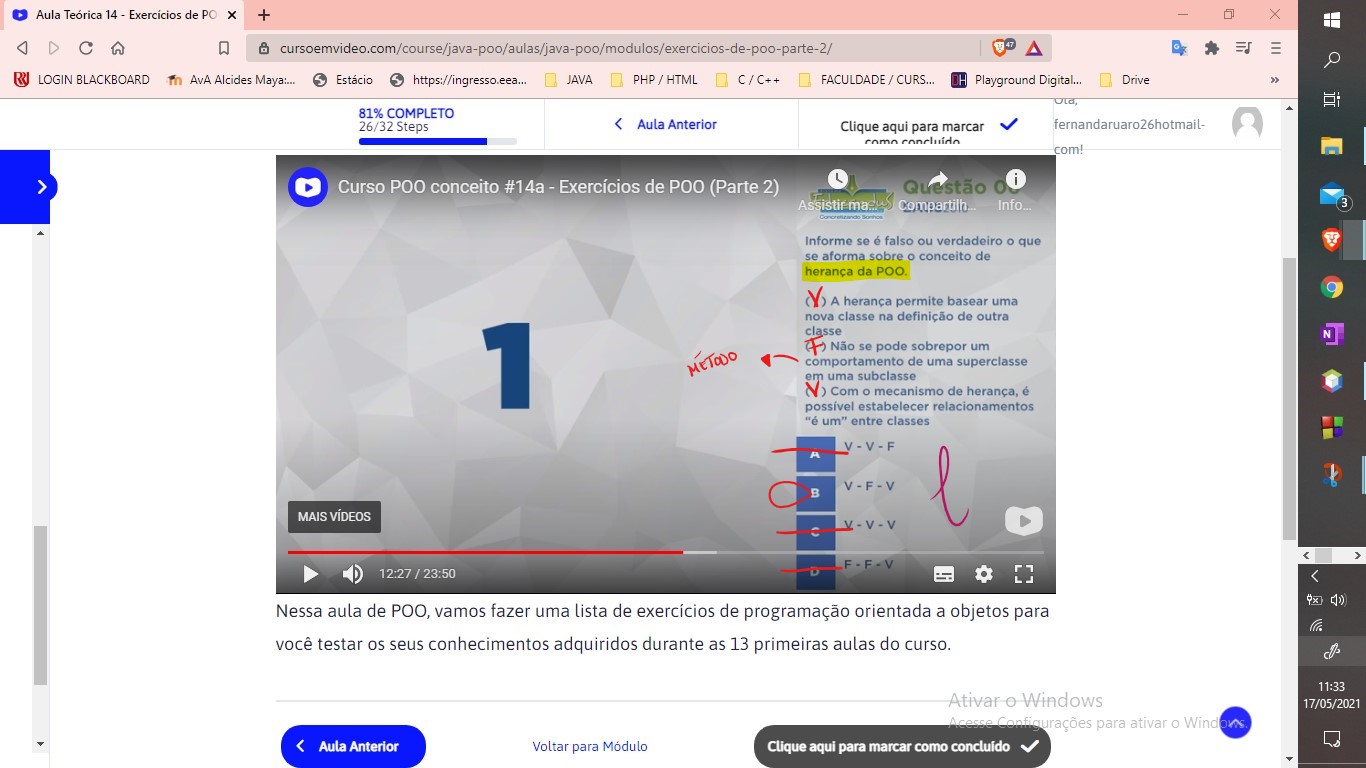 Aula Teórica 14 - Exercícios de PO
cursoemvideo.com/course/java-poo/aulas/java-poo/modulos/exercicios-de-poo-parte-2/
47
LOGIN BLACKBOARD
AvA Alcides Maya:...
Estácio
https://ingresso.eea...
JAVA
PHP / HTML
C / C++
FACULDADE / CURS...
Playground Digital...
Drive
»
81% COMPLETO
26/32 Steps
Aula Anterior
Clique aqui para marcar
como concluído
Olá,
fernandaruaro26hotmail-
com!
Curso POO conceito #14a - Exercícios de POO (Parte 2)
Assistir ma...
Compartilh...
Info...
Questão
Concretizando Sonhos
Informe se é falso ou verdadeiro o que
se aforma sobre o conceito de
herança da POO.
(V) A herança permite basear uma
nova classe na definição de outra
classe
(F) Não se pode sobrepor um
comportamento de uma superclasse
em uma subclasse
MÉTODO
(V) Com o mecanismo de herança, é
possível estabelecer relacionamentos
"é um" entre classes
1
A V - V - F
B V - F - V
C V - V - V
D F - F - V
MAIS VÍDEOS
12:27 / 23:50
Nessa aula de POO, vamos fazer uma lista de exercícios de programação orientada a objetos para
você testar os seus conhecimentos adquiridos durante as 13 primeiras aulas do curso.
Aula Anterior
Voltar para Módulo
Clique aqui para marcar como concluído
Ativar o Windows
Acesse Configurações para ativar o Windows.
3
11:33
17/05/2021